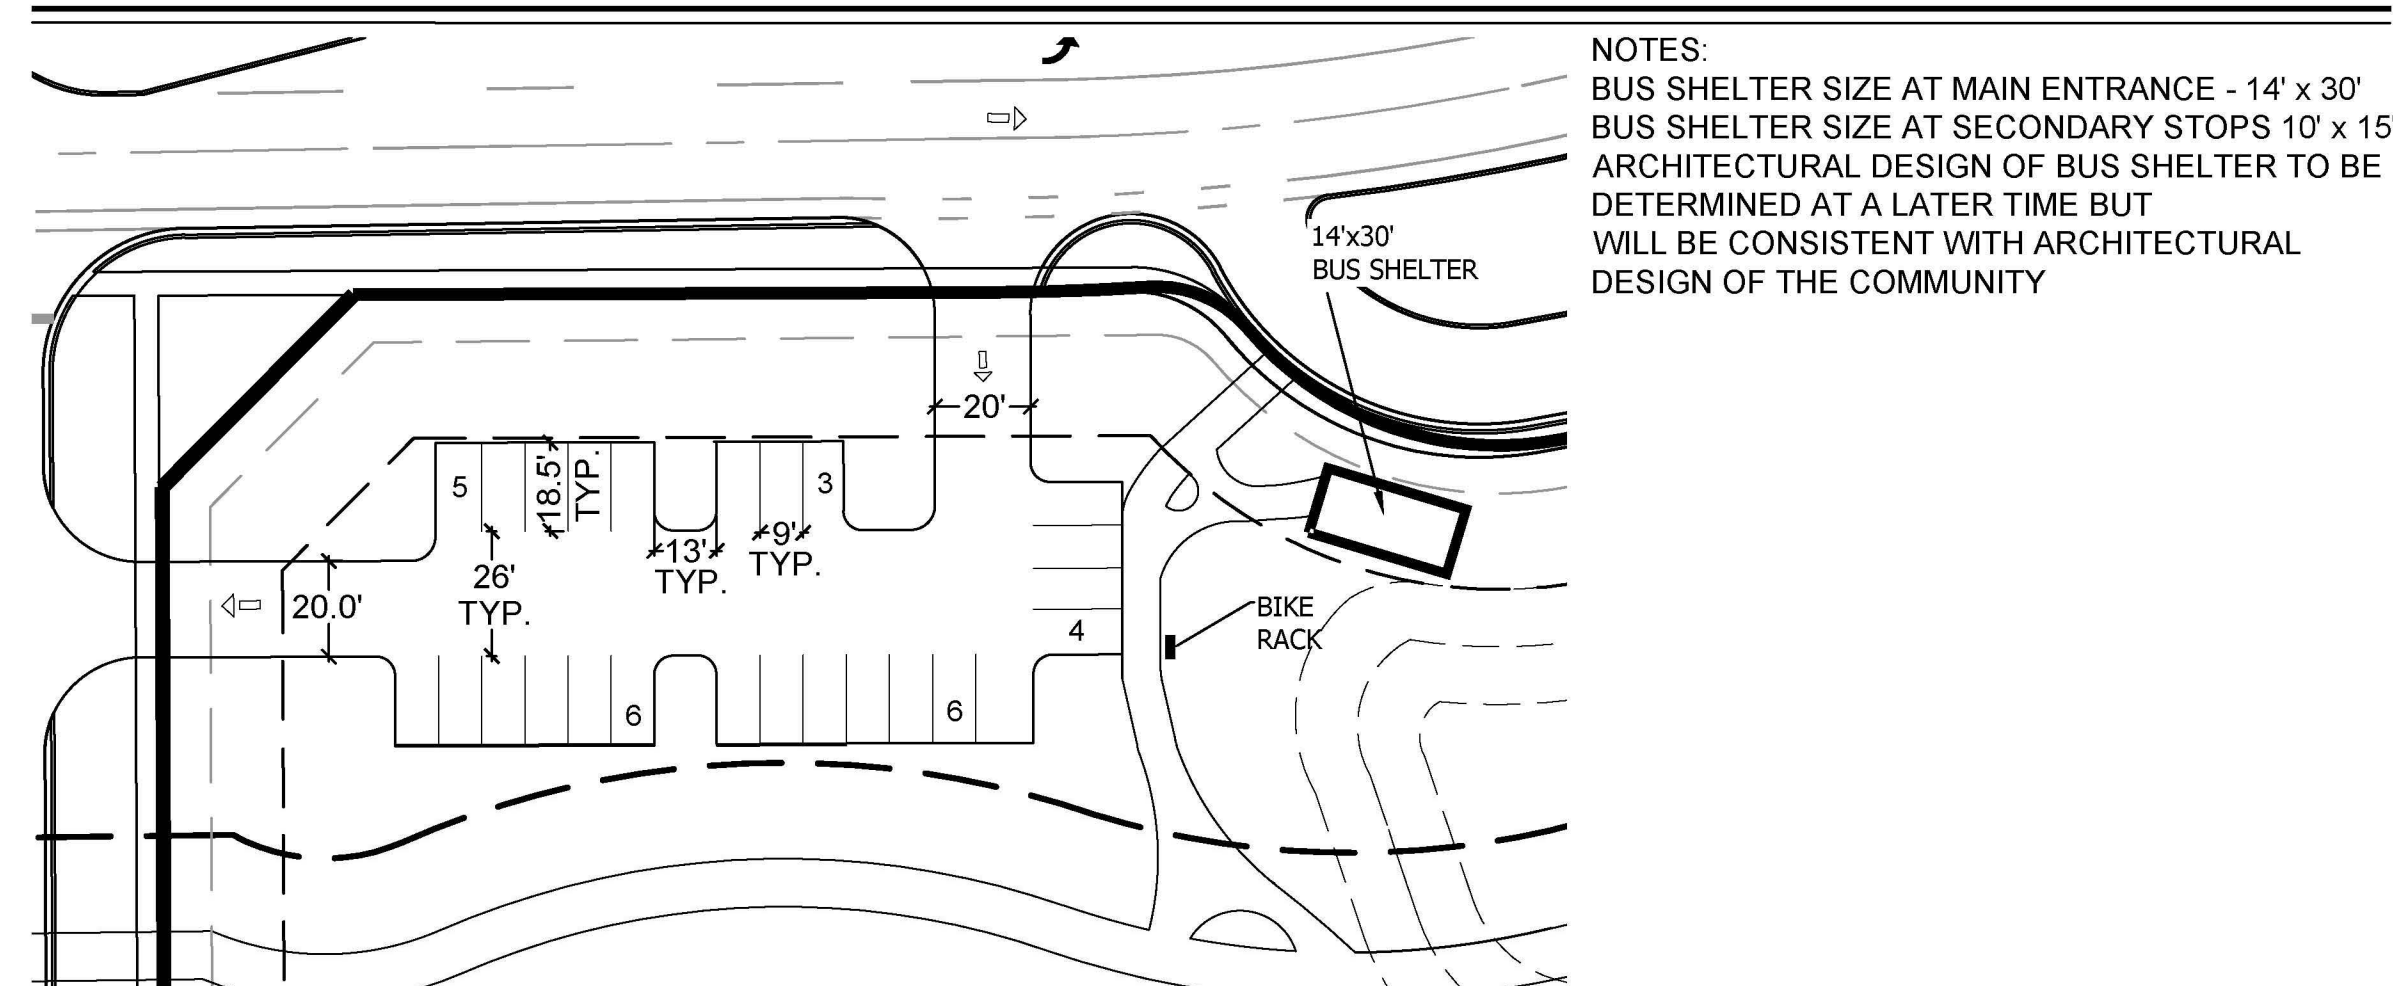 NOTES:
BUS SHELTER SIZE AT MAIN ENTRANCE - 14' x 30'
BUS SHELTER SIZE AT SECONDARY STOPS 10' x 15'
ARCHITECTURAL DESIGN OF BUS SHELTER TO BE
DETERMINED AT A LATER TIME BUT
WILL BE CONSISTENT WITH ARCHITECTURAL
DESIGN OF THE COMMUNITY
14'x30'
BUS SHELTER
20'
5
18.5'
TYP.
3
13'
TYP.
9'
TYP.
26'
TYP.
20.0'
4
BIKE
RACK
6
6